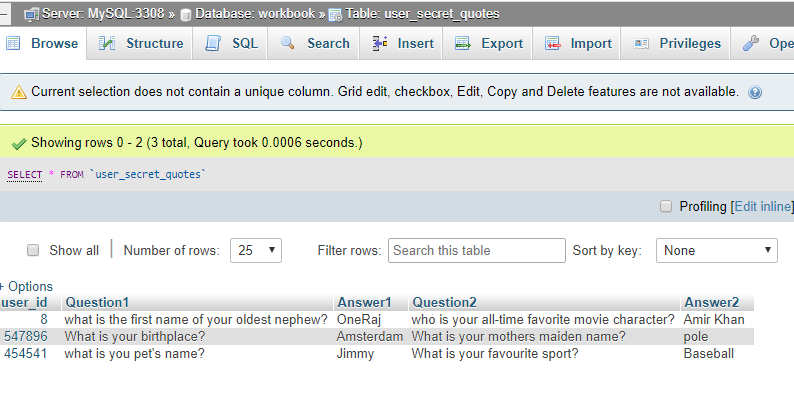 Server: MySQL:3308 » Database: workbook » Table: user_secret_quotes
Browse Structure SQL Search Insert Export Import Privileges Ope
Current selection does not contain a unique column. Grid edit, checkbox, Edit, Copy and Delete features are not available.
Showing rows 0 - 2 (3 total, Query took 0.0006 seconds.)
SELECT * FROM `user_secret_quotes`
Profiling [Edit inline]
Show all | Number of rows: 25 Filter rows: Search this table Sort by key: None
+ Options
user_id Question1 Answer1 Question2 Answer2
8 what is the first name of your oldest nephew? OneRaj who is your all-time favorite movie character? Amir Khan
547896 What is your birthplace? Amsterdam What is your mothers maiden name? pole
454541 what is you pet's name? Jimmy What is your favourite sport? Baseball